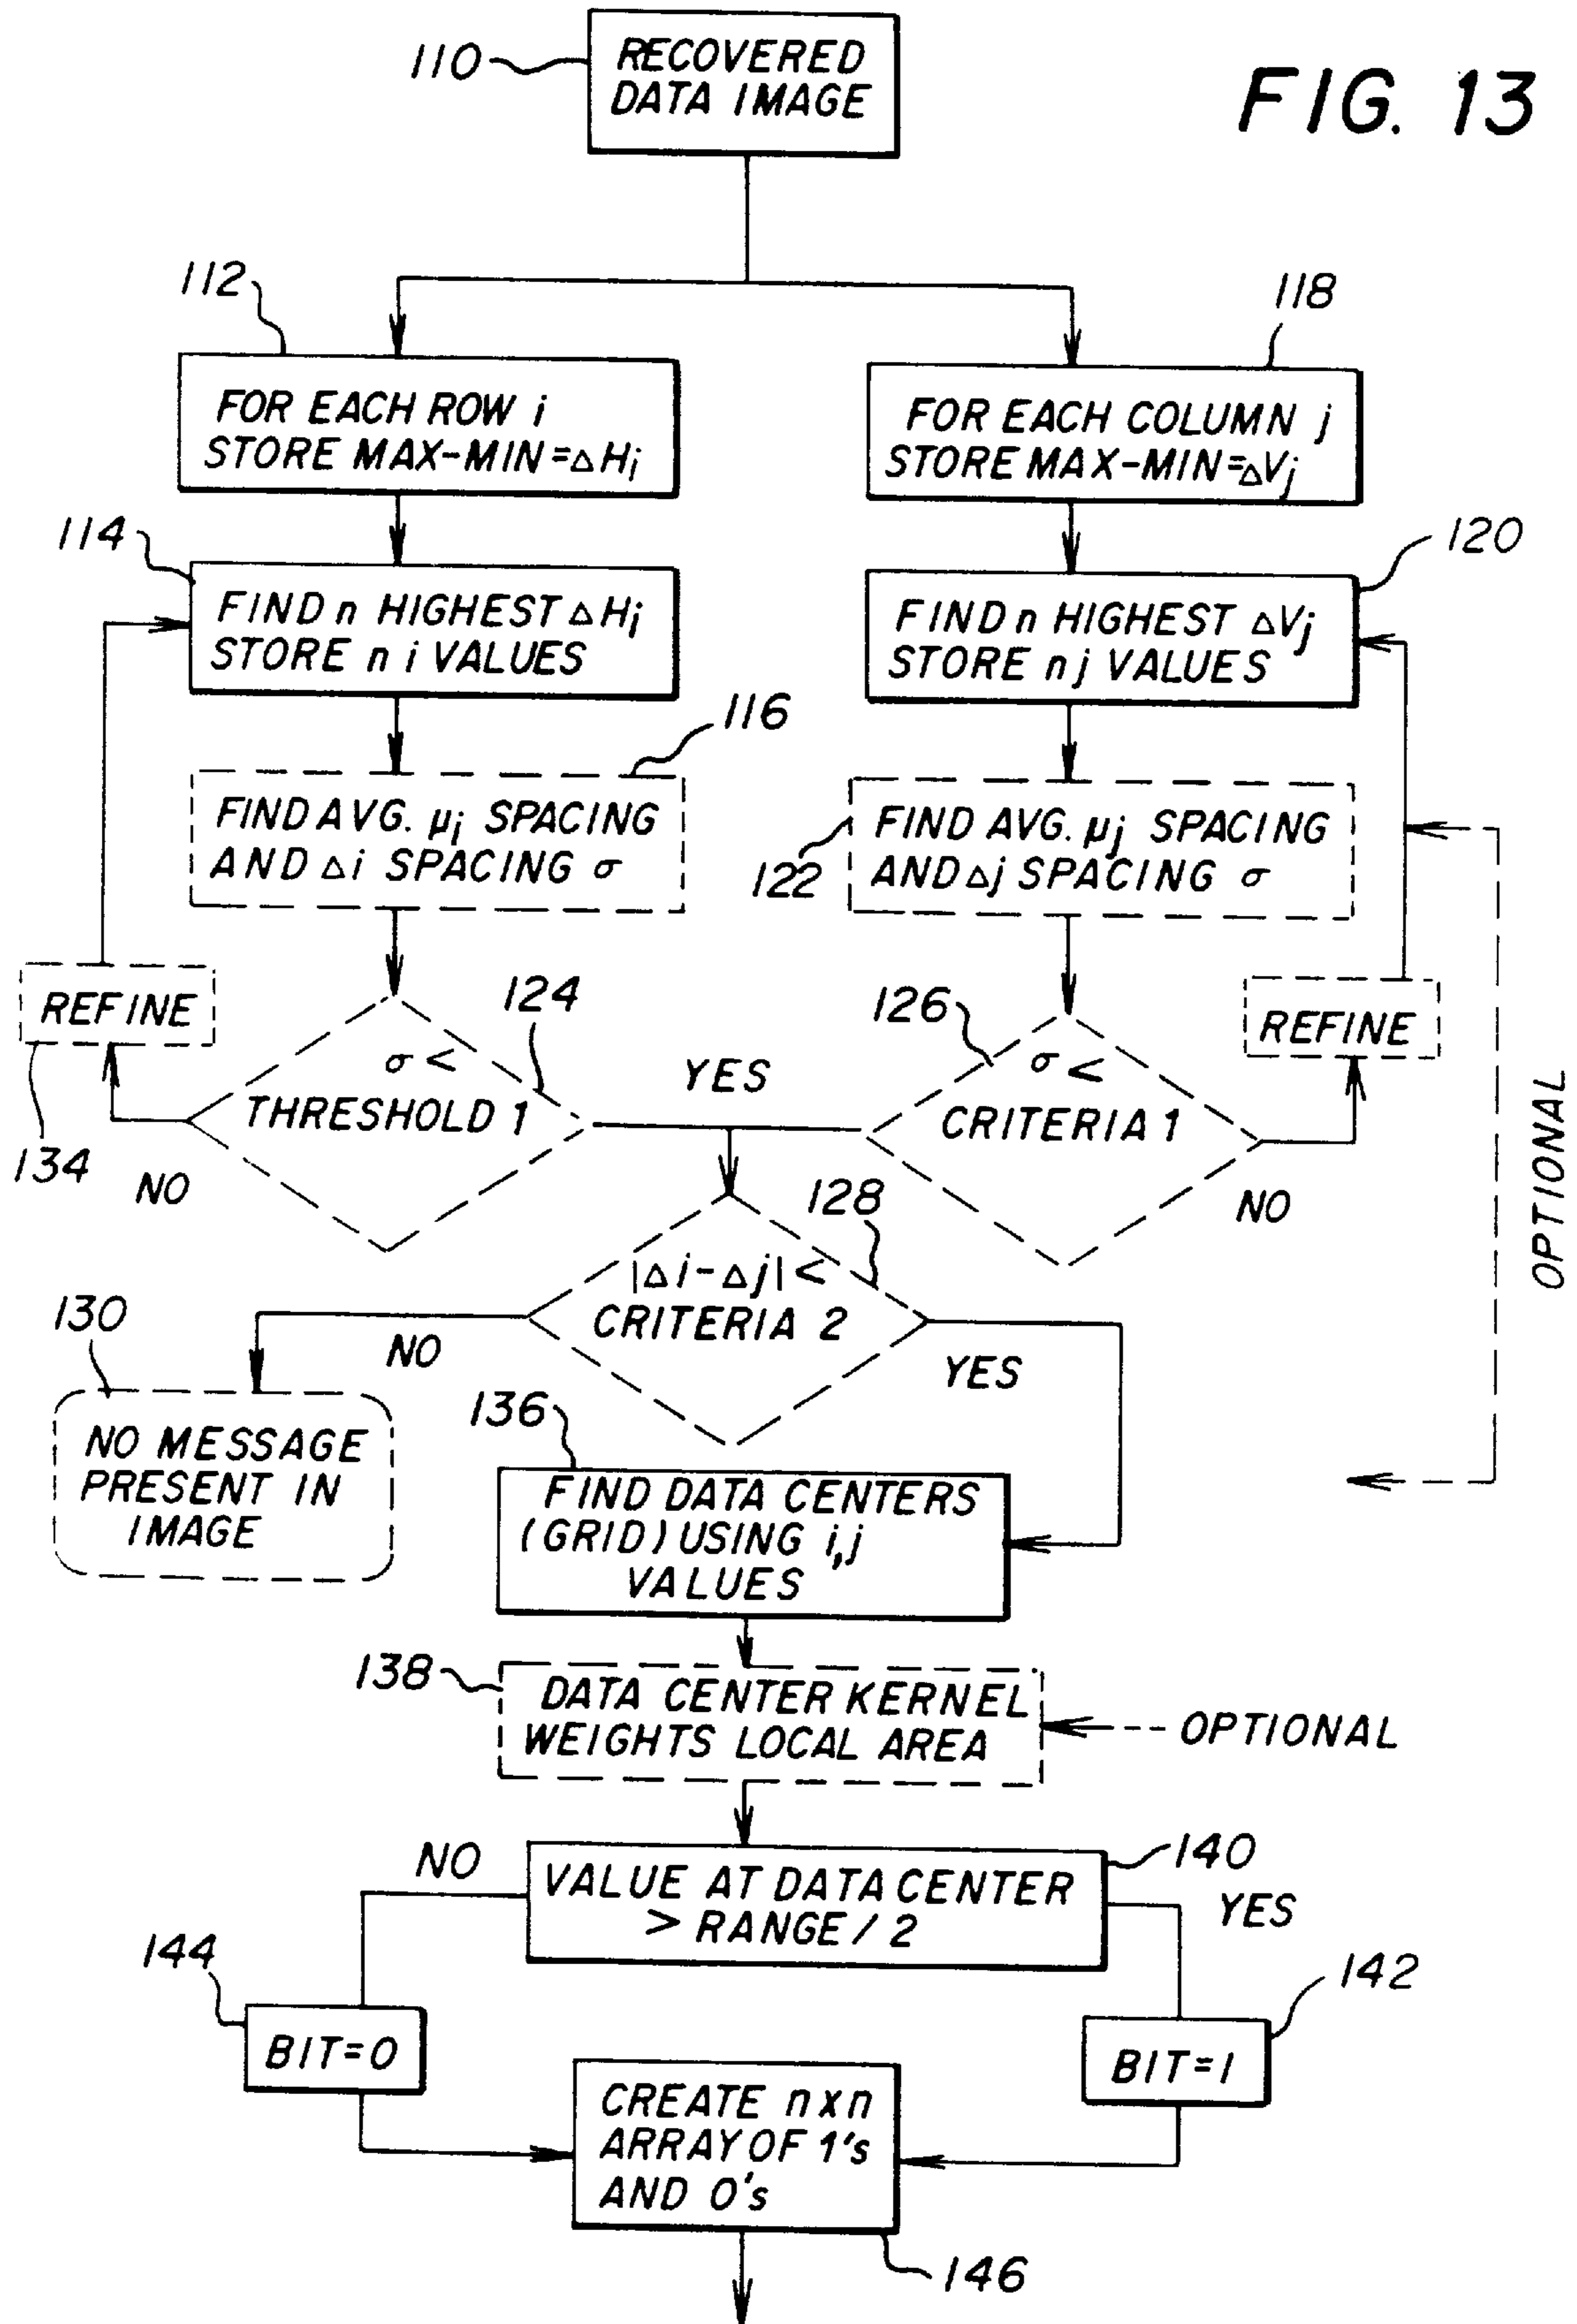 FIG. 13
110
RECOVERED
DATA IMAGE
112
FOR EACH ROW i
STORE MAX-MIN=ΔHi
118
FOR EACH COLUMN j
STORE MAX-MIN=ΔVj
114
FIND n HIGHEST ΔHi
STORE n i VALUES
120
FIND n HIGHEST ΔVj
STORE n j VALUES
116
FIND AVG. μi SPACING
AND Δi SPACING σ
122
FIND AVG. μj SPACING
AND Δj SPACING σ
REFINE
134
124
σ <
THRESHOLD 1
NO
YES
126
σ <
CRITERIA 1
NO
REFINE
OPTIONAL
128
|Δi-Δj| <
CRITERIA 2
NO
YES
130
NO MESSAGE
PRESENT IN
IMAGE
136
FIND DATA CENTERS
(GRID) USING i,j
VALUES
138
DATA CENTER KERNEL
WEIGHTS LOCAL AREA
OPTIONAL
140
VALUE AT DATA CENTER
> RANGE / 2
NO
YES
144
BIT=0
142
BIT=1
CREATE n x n
ARRAY OF 1's
AND 0's
146